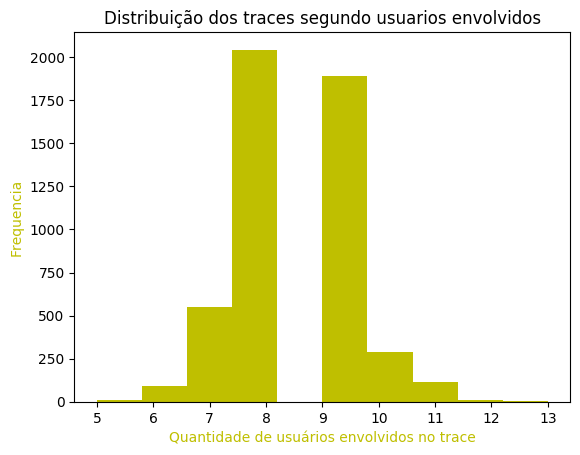 Distribuição dos traces segundo usuarios envolvidos
2000
1750
1500
1250
1000
750
500
250
0
Frequencia
5 6 7 8 9 10 11 12 13
Quantidade de usuários envolvidos no trace